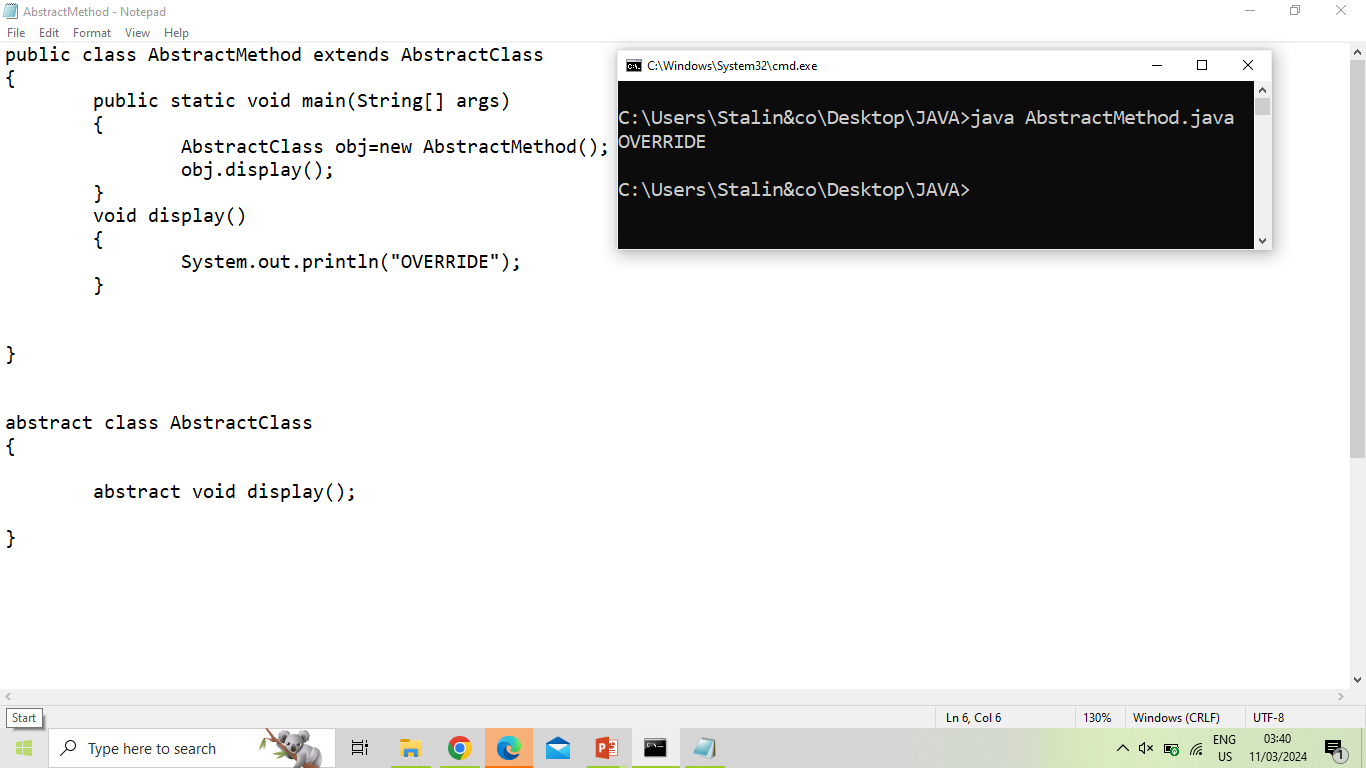 AbstractMethod - Notepad
File Edit Format View Help
public class AbstractMethod extends AbstractClass
{
public static void main(String[] args)
{
AbstractClass obj=new AbstractMethod();
obj.display();
}
void display()
{
System.out.println("OVERRIDE");
}
}
abstract class AbstractClass
{
abstract void display();
}
C:\Windows\System32\cmd.exe
C:\Users\Stalin&co\Desktop\JAVA>java AbstractMethod.java
OVERRIDE
C:\Users\Stalin&co\Desktop\JAVA>
Ln 6, Col 6 130% Windows (CRLF) UTF-8
Start
Type here to search
ENG
US
03:40
11/03/2024
1